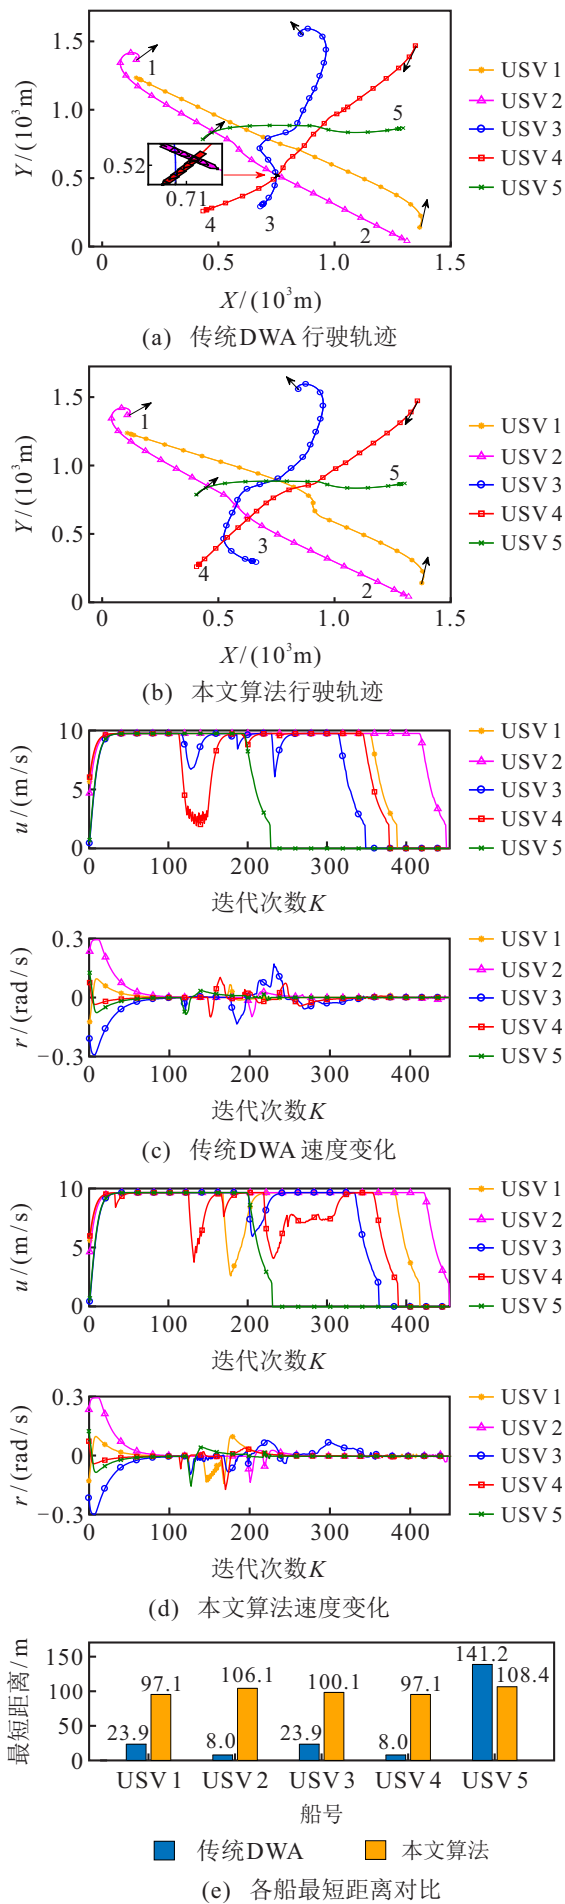 1.5
1.0
0.5
0
0
0.5
1.0
1.5
Y/(10³m)
X/(10³m)
1
5
0.52
0.71
4
3
2
USV 1
USV 2
USV 3
USV 4
USV 5
(a) 传统DWA 行驶轨迹
1.5
1.0
0.5
0
0
0.5
1.0
1.5
Y/(10³m)
X/(10³m)
1
5
3
4
2
USV 1
USV 2
USV 3
USV 4
USV 5
(b) 本文算法行驶轨迹
10
5
0
u/(m/s)
0 100 200 300 400
迭代次数K
USV 1
USV 2
USV 3
USV 4
USV 5
0.3
0
−0.3
r/(rad/s)
0 100 200 300 400
迭代次数K
USV 1
USV 2
USV 3
USV 4
USV 5
(c) 传统DWA 速度变化
10
5
0
u/(m/s)
0 100 200 300 400
迭代次数K
USV 1
USV 2
USV 3
USV 4
USV 5
0.3
0
−0.3
r/(rad/s)
0 100 200 300 400
迭代次数K
USV 1
USV 2
USV 3
USV 4
USV 5
(d) 本文算法速度变化
150
100
50
0
最短距离/m
23.9 97.1
8.0 106.1
23.9 100.1
8.0 97.1
141.2 108.4
USV 1 USV 2 USV 3 USV 4 USV 5
船号
传统DWA 本文算法
(e) 各船最短距离对比